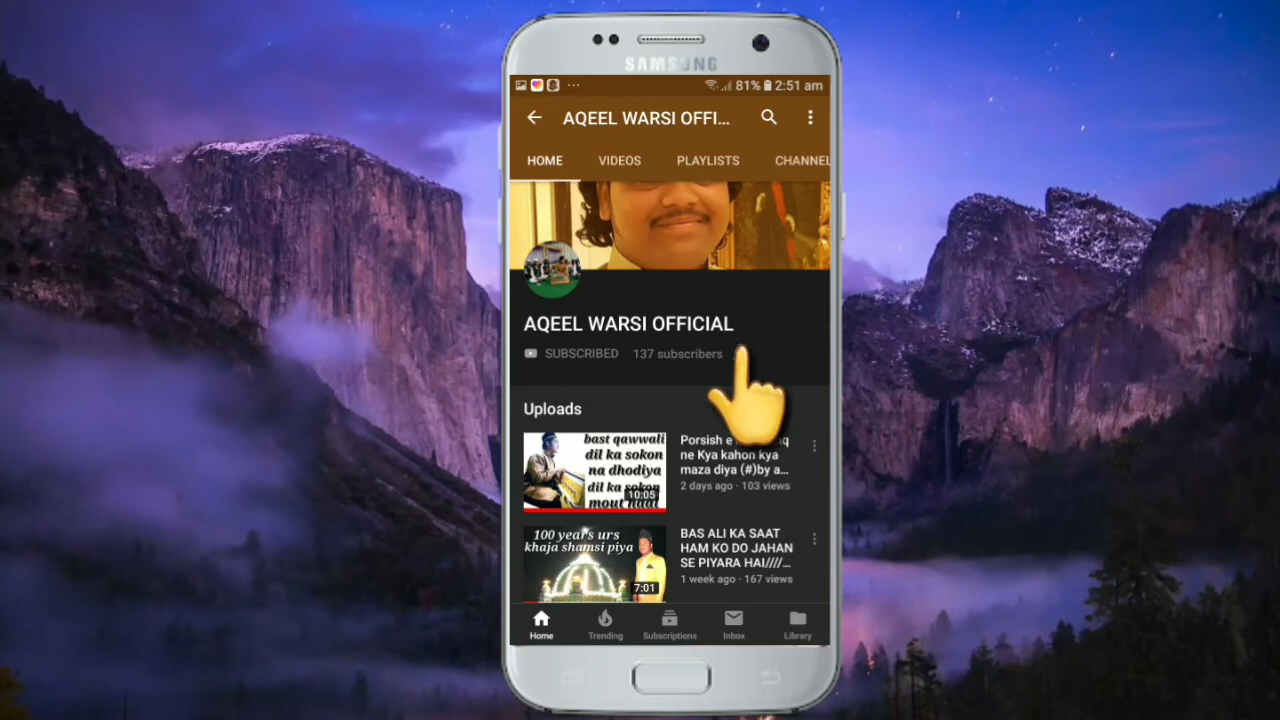 SAMSUNG
81% 2:51 am
AQEEL WARSI OFFI...
HOME VIDEOS PLAYLISTS CHANNEL
AQEEL WARSI OFFICIAL
SUBSCRIBED 137 subscribers
Uploads
bast qawwali
dil ka sokon
na dhodiya
dil ka sokon
mout
10:05
Porsish e
ne Kya kahon kya
maza diya (#)by a...
2 days ago · 103 views
100 years urs
khaja shamsi piya
7:01
BAS ALI KA SAAT
HAM KO DO JAHAN
SE PIYARA HAI////...
1 week ago · 167 views
Home Trending Subscriptions Inbox Library